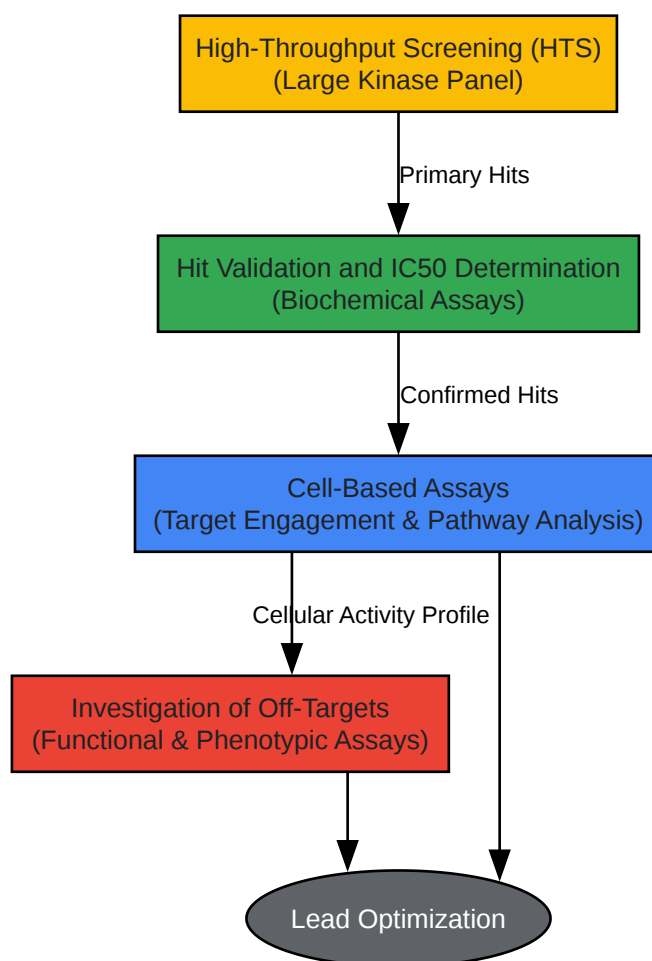 High-Throughput Screening (HTS)
(Large Kinase Panel)
Primary Hits
Hit Validation and IC50 Determination
(Biochemical Assays)
Confirmed Hits
Cell-Based Assays
(Target Engagement & Pathway Analysis)
Cellular Activity Profile
Investigation of Off-Targets
(Functional & Phenotypic Assays)
Lead Optimization